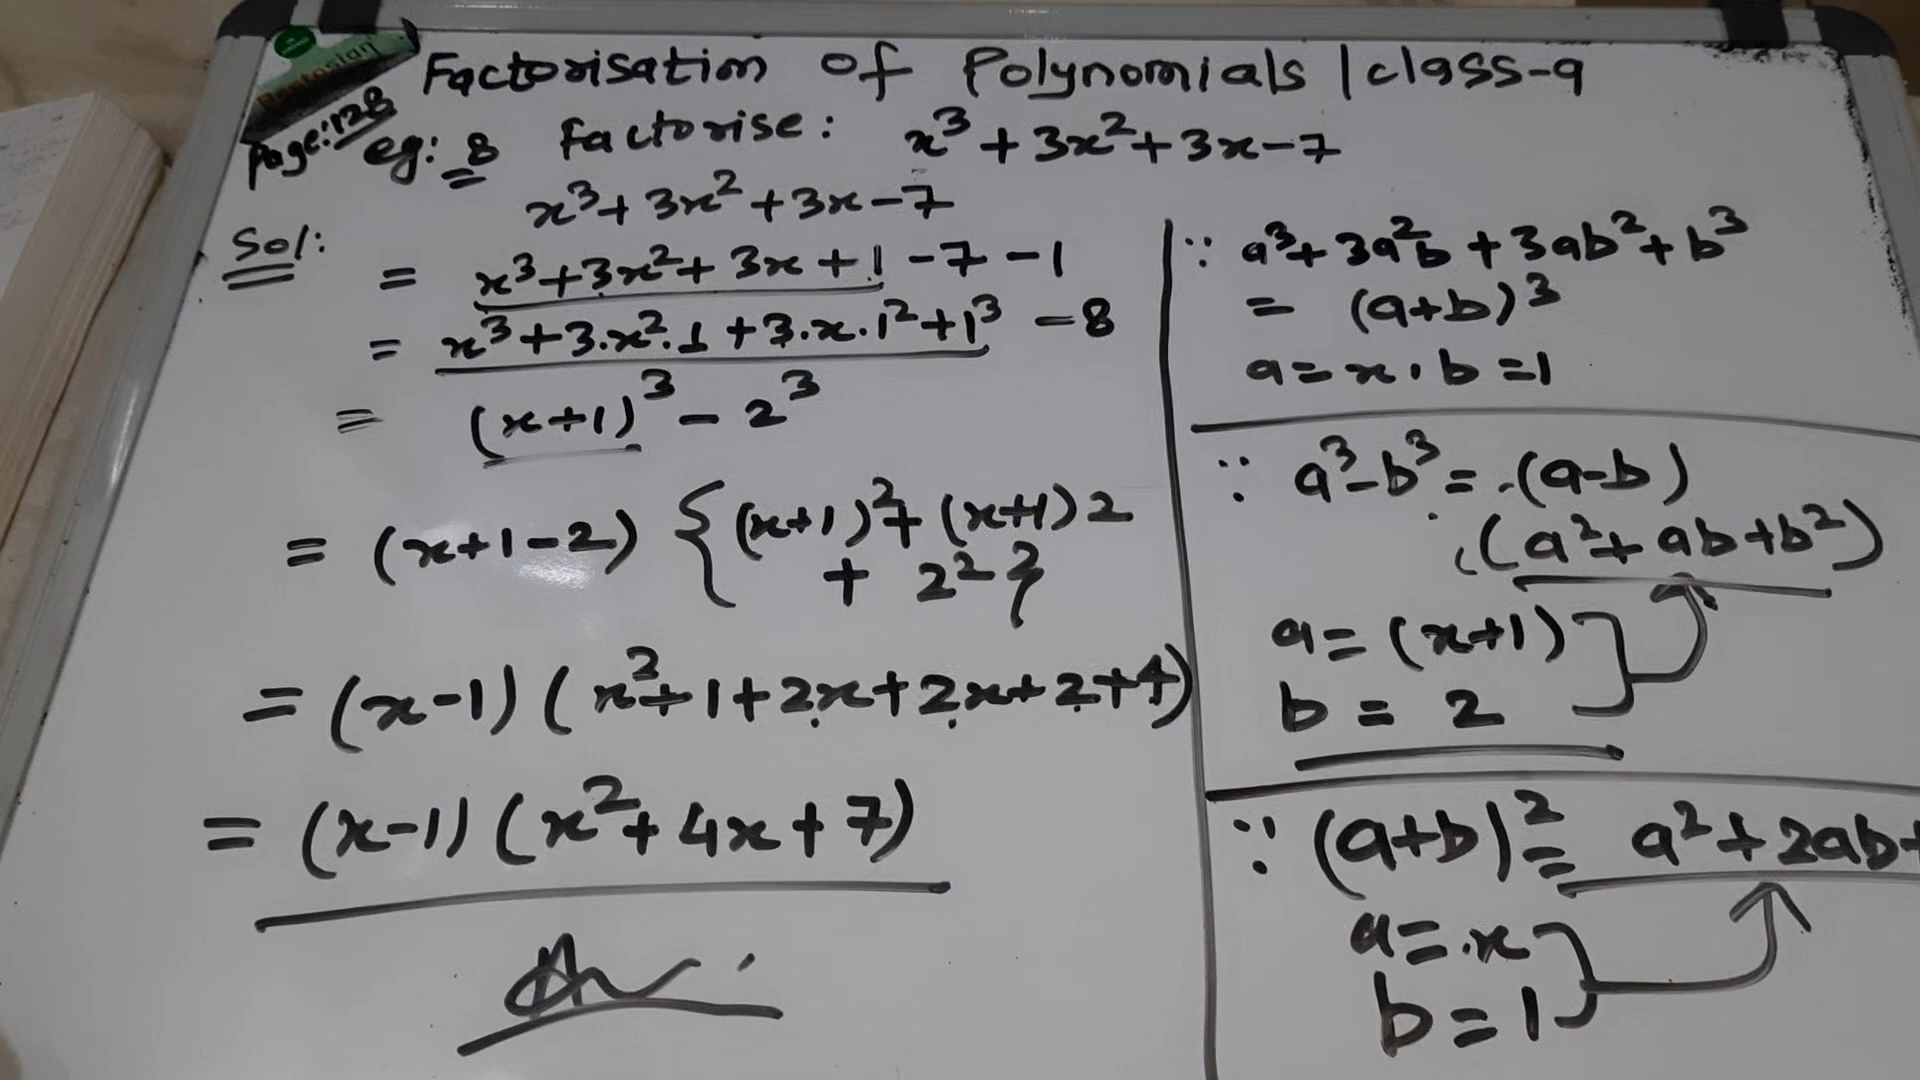 Factorisation of Polynomials | class-9
Page:128
eg: 8 Factorise: x³ + 3x² + 3x - 7
x³ + 3x² + 3x - 7
Sol:
= x³ + 3x² + 3x + 1 - 7 - 1
= x³ + 3.x².1 + 3.x.1² + 1³ - 8
= (x+1)³ - 2³
= (x+1-2) { (x+1)² + (x+1)2
+ 2² }
= (x-1) ( x² + 1 + 2x + 2x + 2 + 4)
= (x-1) (x² + 4x + 7)
∵ a³ + 3a²b + 3ab² + b³
= (a+b)³
a = x, b = 1
∵ a³-b³ = (a-b)
(a² + ab + b²)
a = (x+1)
b = 2
∵ (a+b)² = a² + 2ab +
a = x
b = 1